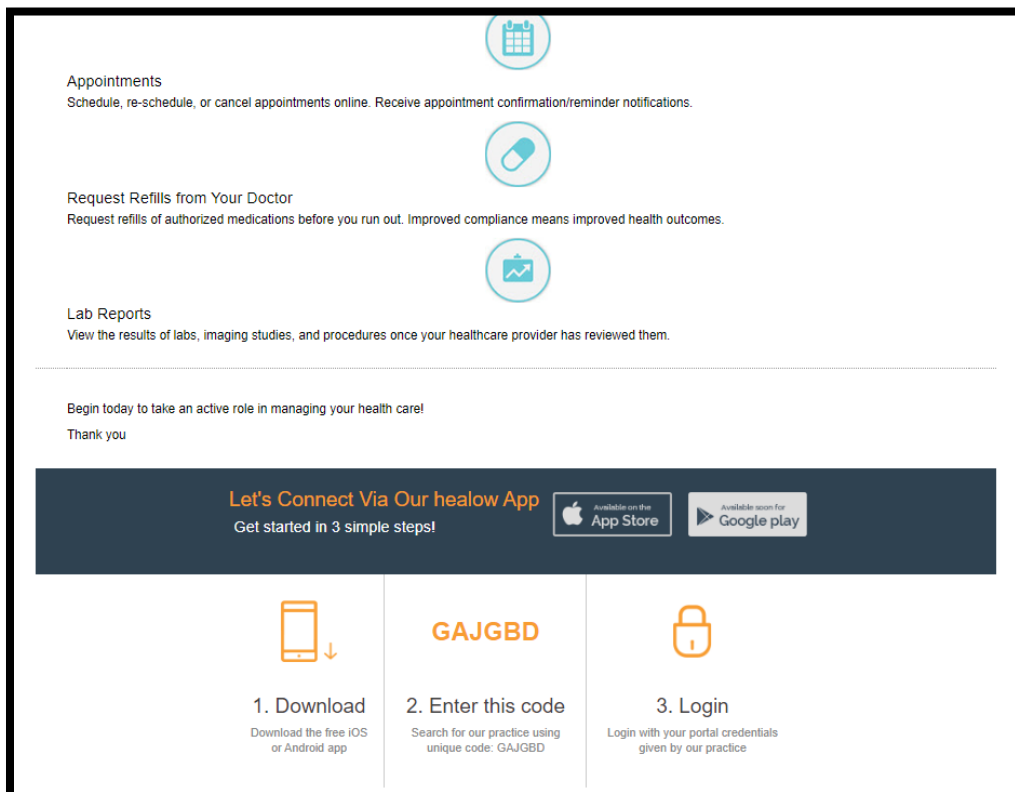 Appointments
Schedule, re-schedule, or cancel appointments online. Receive appointment confirmation/reminder notifications.
Request Refills from Your Doctor
Request refills of authorized medications before you run out. Improved compliance means improved health outcomes.
Lab Reports
View the results of labs, imaging studies, and procedures once your healthcare provider has reviewed them.
Begin today to take an active role in managing your health care!
Thank you
Let's Connect Via Our healow App
Get started in 3 simple steps!
Available on the
App Store
Available soon for
Google play
GAJGBD
1. Download
Download the free iOS
or Android app
2. Enter this code
Search for our practice using
unique code: GAJGBD
3. Login
Login with your portal credentials
given by our practice